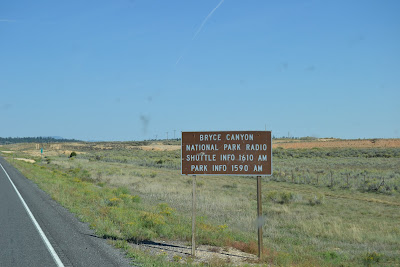 BRYCE CANYON
NATIONAL PARK RADIO
SHUTTLE INFO 1610 AM
PARK INFO 1590 AM